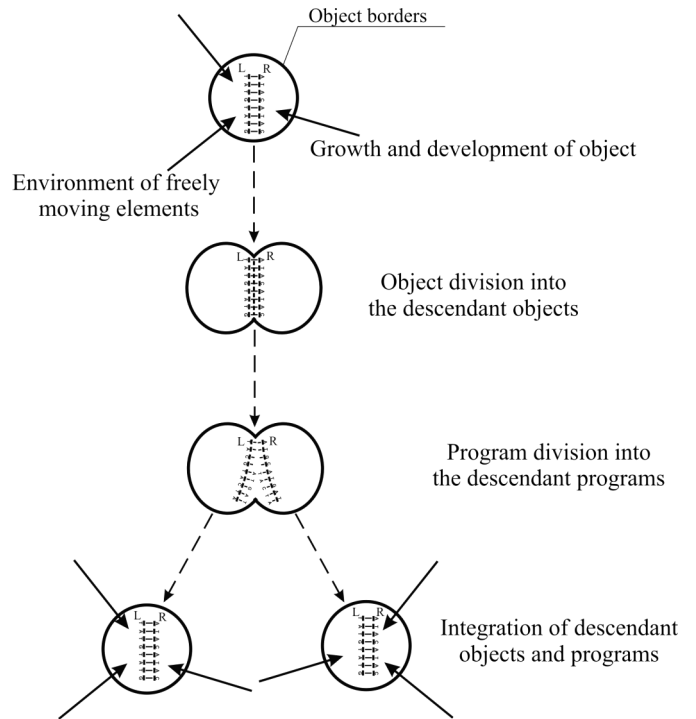 Object borders
L R
Growth and development of object
Environment of freely
moving elements
L R
Object division into
the descendant objects
L R
Program division into
the descendant programs
L R
L R
Integration of descendant
objects and programs